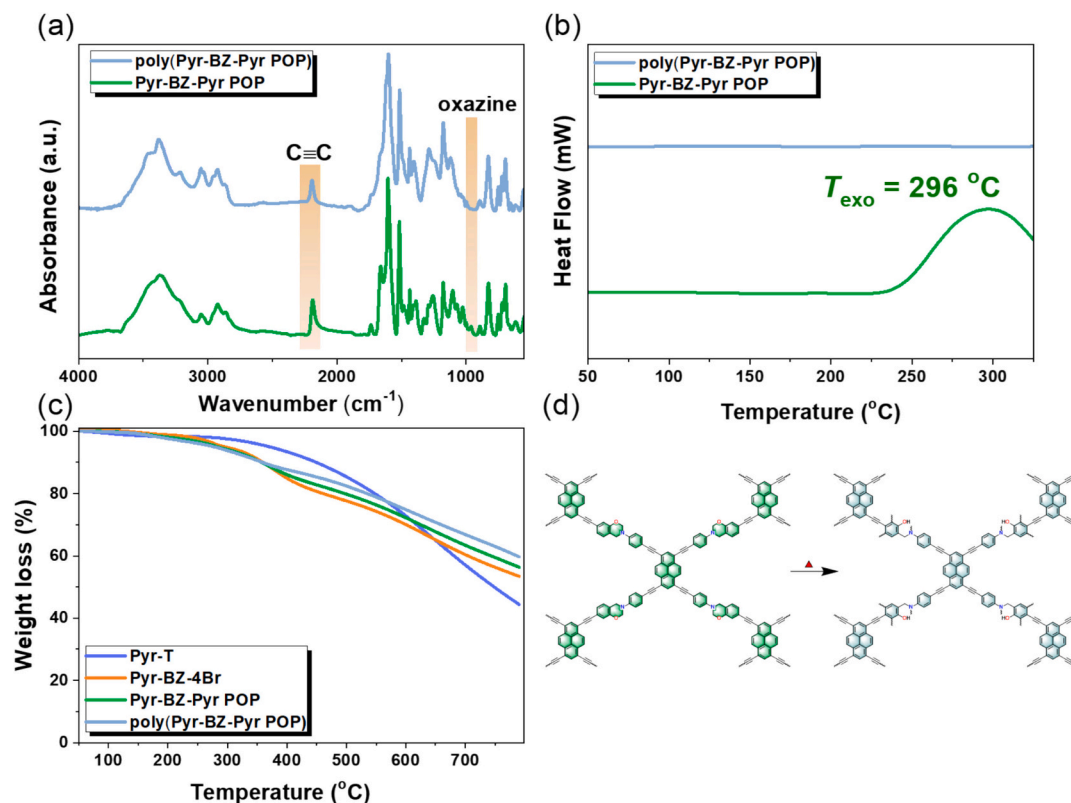 (a)
poly(Pyr-BZ-Pyr POP)
Pyr-BZ-Pyr POP
C≡C
oxazine
Absorbance (a.u.)
4000 3000 2000 1000
Wavenumber (cm⁻¹)
(b)
poly(Pyr-BZ-Pyr POP)
Pyr-BZ-Pyr POP
T_exo = 296 °C
Heat Flow (mW)
50 100 150 200 250 300
Temperature (°C)
(c)
100
80
60
40
20
0
Weight loss (%)
Pyr-T
Pyr-BZ-4Br
Pyr-BZ-Pyr POP
poly(Pyr-BZ-Pyr POP)
100 200 300 400 500 600 700
Temperature (°C)
(d)